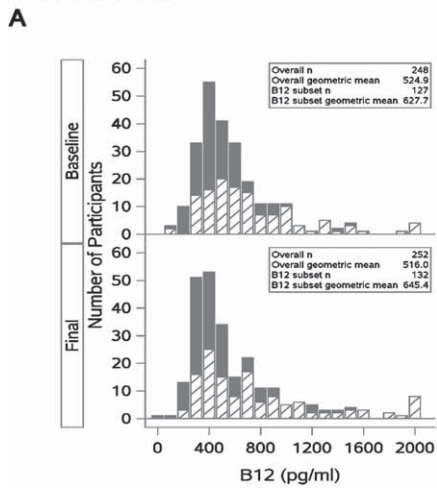 A
Baseline
Final
Number of Participants
60
50
40
30
20
10
0
Overall n 248
Overall geometric mean 524.9
B12 subset n 127
B12 subset geometric mean 627.7
60
50
40
30
20
10
0
Overall n 252
Overall geometric mean 516.0
B12 subset n 132
B12 subset geometric mean 645.4
0 400 800 1200 1600 2000
B12 (pg/ml)